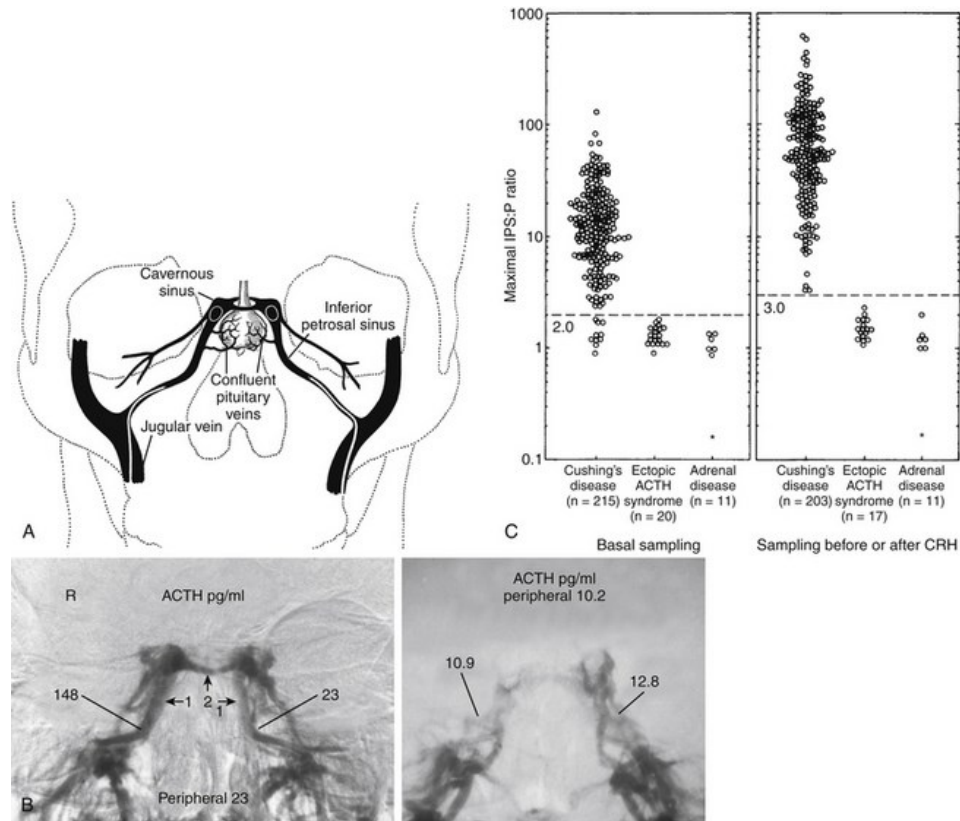 Cavernous
sinus
Inferior
petrosal sinus
Confluent
pituitary
veins
Jugular vein
A
Maximal IPS:P ratio
1000
100
10
1
0.1
2.0
3.0
Cushing's
disease
(n = 215)
Ectopic
ACTH
syndrome
(n = 20)
Adrenal
disease
(n = 11)
Cushing's
disease
(n = 203)
Ectopic
ACTH
syndrome
(n = 17)
Adrenal
disease
(n = 11)
C
Basal sampling
Sampling before or after CRH
R
ACTH pg/ml
148
1
2
1
23
Peripheral 23
B
ACTH pg/ml
peripheral 10.2
10.9
12.8